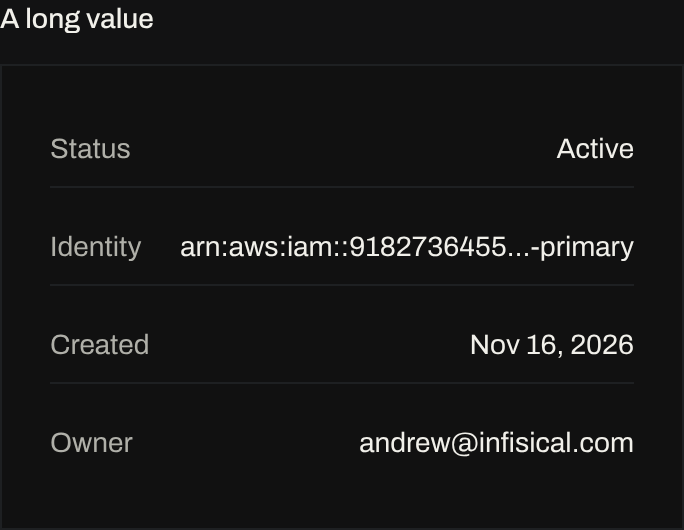 A long value
Status Active
Identity arn:aws:iam::9182736455...-primary
Created Nov 16, 2026
Owner andrew@infisical.com